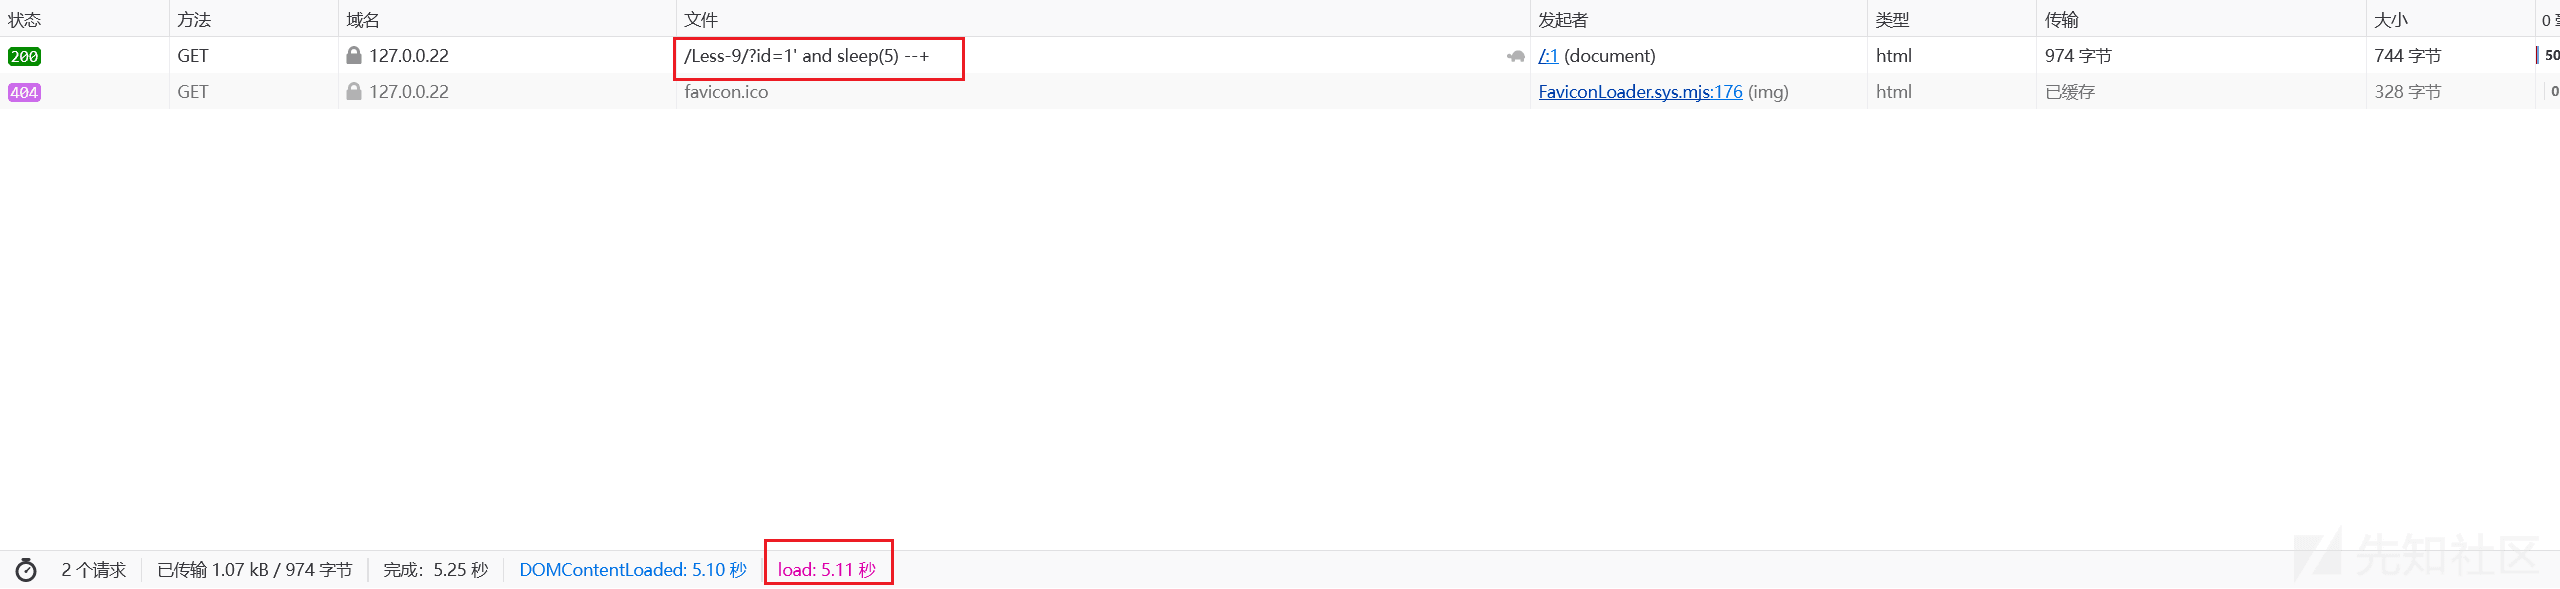 状态 方法 域名 文件 发起者 类型 传输 大小 0
200 GET 127.0.0.22 /Less-9/?id=1' and sleep(5) --+ /:1 (document) html 974 字节 744 字节 50
404 GET 127.0.0.22 favicon.ico FaviconLoader.sys.mjs:176 (img) html 已缓存 328 字节 0
2 个请求 已传输 1.07 kB / 974 字节 完成：5.25 秒 DOMContentLoaded: 5.10 秒 load: 5.11 秒
先知社区